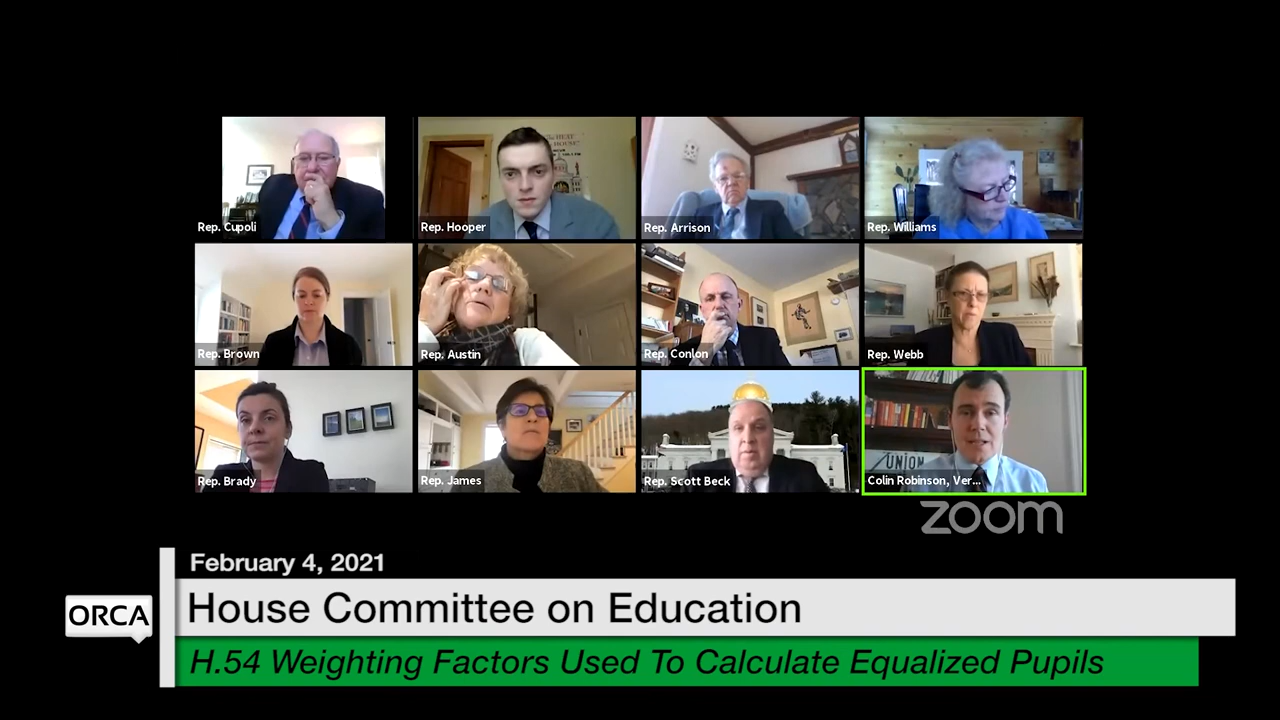 Rep. Cupoli
Rep. Hooper
Rep. Arrison
Rep. Williams
Rep. Brown
Rep. Austin
Rep. Conlon
Rep. Webb
Rep. Brady
Rep. James
Rep. Scott Beck
UNION
Colin Robinson, Ver...
zoom
February 4, 2021
ORCA
House Committee on Education
H.54 Weighting Factors Used To Calculate Equalized Pupils